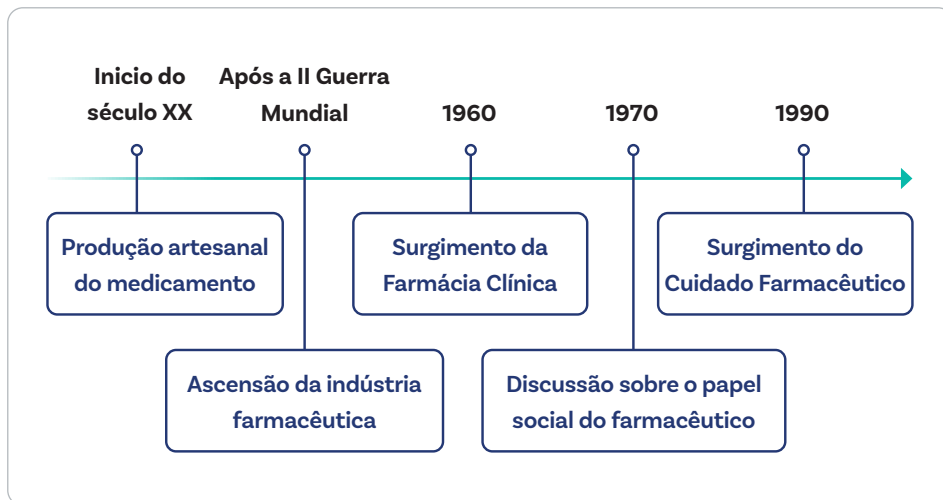 Inicio do
século XX
Após a II Guerra
Mundial
1960
1970
1990
Produção artesanal
do medicamento
Surgimento da
Farmácia Clínica
Surgimento do
Cuidado Farmacêutico
Ascensão da indústria
farmacêutica
Discussão sobre o papel
social do farmacêutico